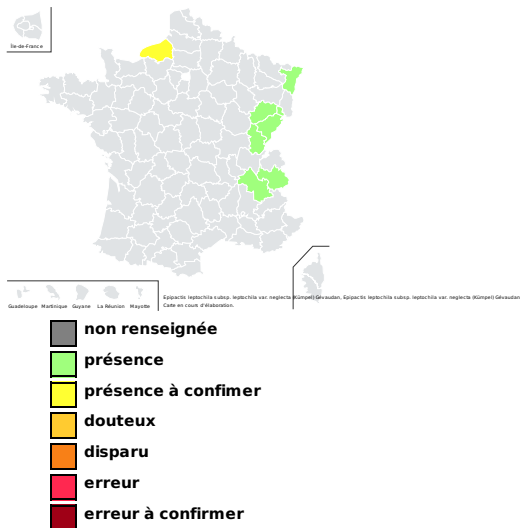 Île-de-France
Guadeloupe Martinique Guyane La Réunion Mayotte
Epipactis leptochila subsp. leptochila var. neglecta (Kümpel) Gévaudan, Epipactis leptochila subsp. leptochila var. neglecta (Kümpel) Gévaudan
Carte en cours d'élaboration.
non renseignée
présence
présence à confimer
douteux
disparu
erreur
erreur à confirmer